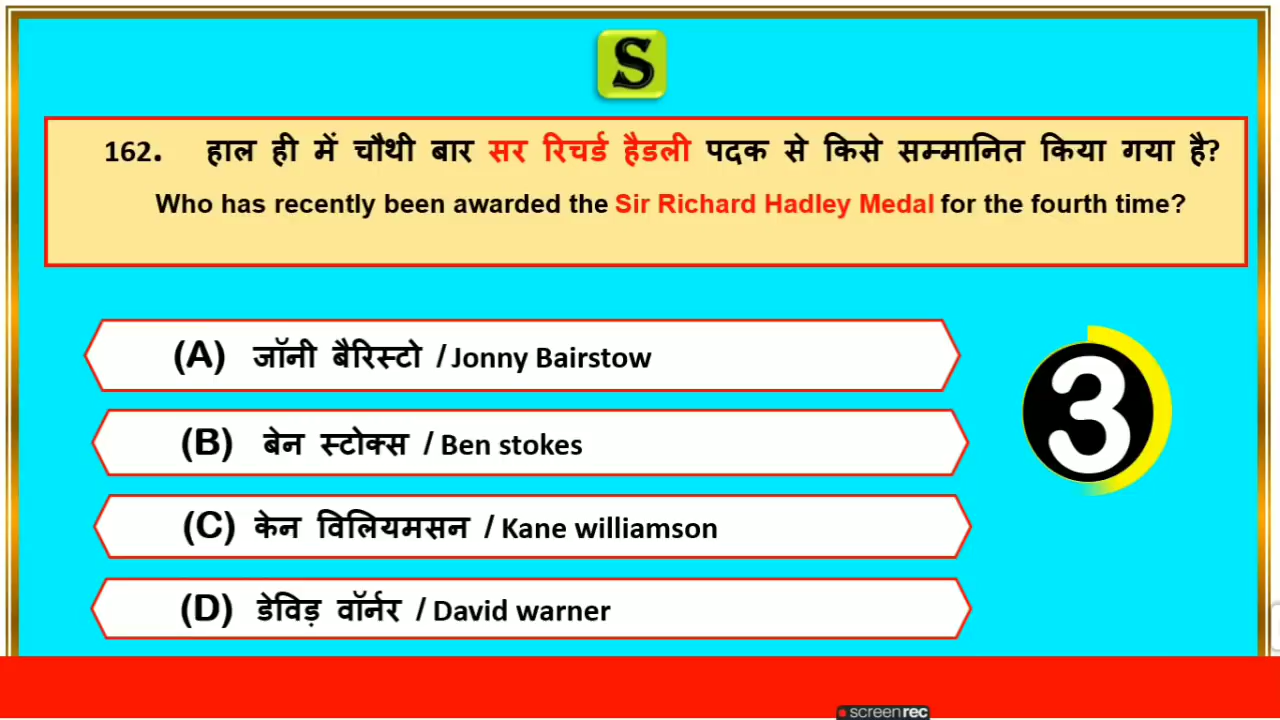 S
162. हाल ही में चौथी बार सर रिचर्ड हैडली पदक से किसे सम्मानित किया गया है?
Who has recently been awarded the Sir Richard Hadley Medal for the fourth time?
(A) जॉनी बैरिस्टो / Jonny Bairstow
3
(B) बेन स्टोक्स / Ben stokes
(C) केन विलियमसन / Kane williamson
(D) डेविड़ वॉर्नर / David warner
screenrec